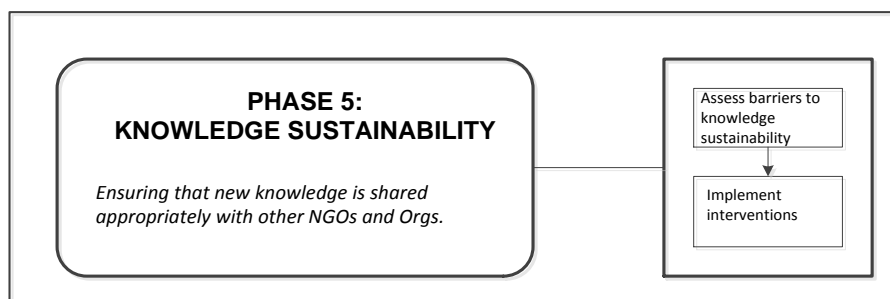 PHASE 5:
KNOWLEDGE SUSTAINABILITY
Ensuring that new knowledge is shared
appropriately with other NGOs and Orgs.
Assess barriers to
knowledge
sustainability
Implement
interventions